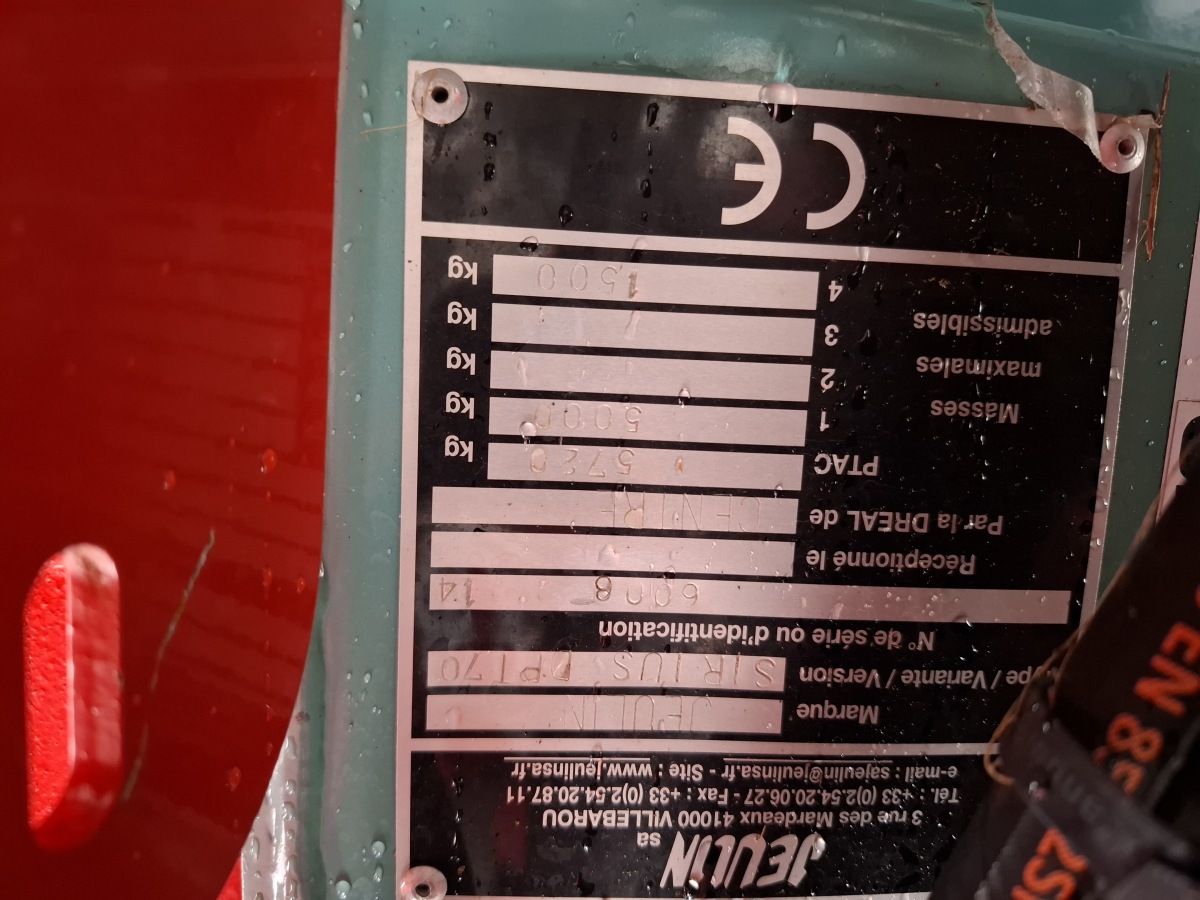 JEULIN sa
3 rue des Mardeaux 41000 VILLEBAROU
Tél. : +33 (0)2.54.20.06.27 - Fax : +33 (0)2.54.20.87.11
e-mail : sajeulin@jeulinsa.fr - Site : www.jeulinsa.fr
Marque JEULIN
pe / Variante / Version SIRIUS DPT70
N° de série ou d'identification
6008 14
Réceptionné le
Par la DREAL de CENTRE
PTAC 5720 kg
Masses 1 5000 kg
maximales 2 kg
admissibles 3 kg
4 1500 kg
CE
EN 8